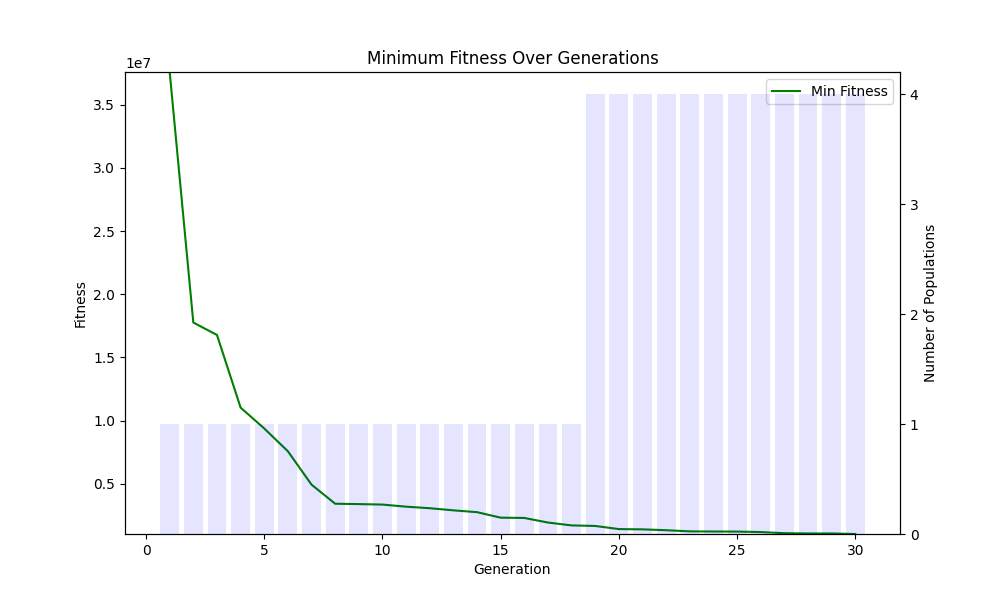 Minimum Fitness Over Generations
1e7
Min Fitness
3.5
3.0
2.5
2.0
1.5
1.0
0.5
Fitness
4
3
2
1
0
Number of Populations
0 5 10 15 20 25 30
Generation